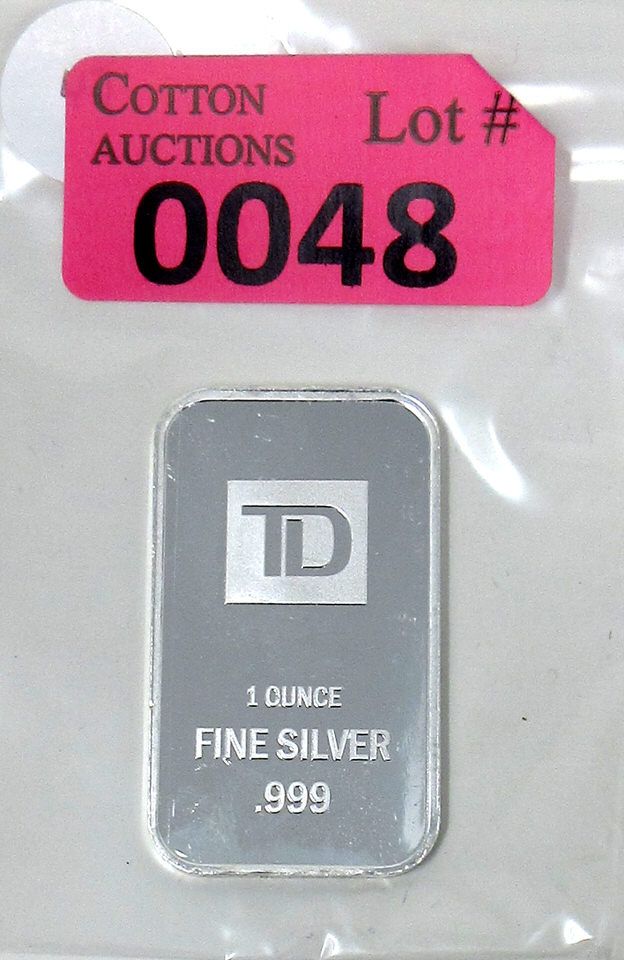 COTTON
AUCTIONS
Lot #
0048
TD
1 OUNCE
FINE SILVER
.999